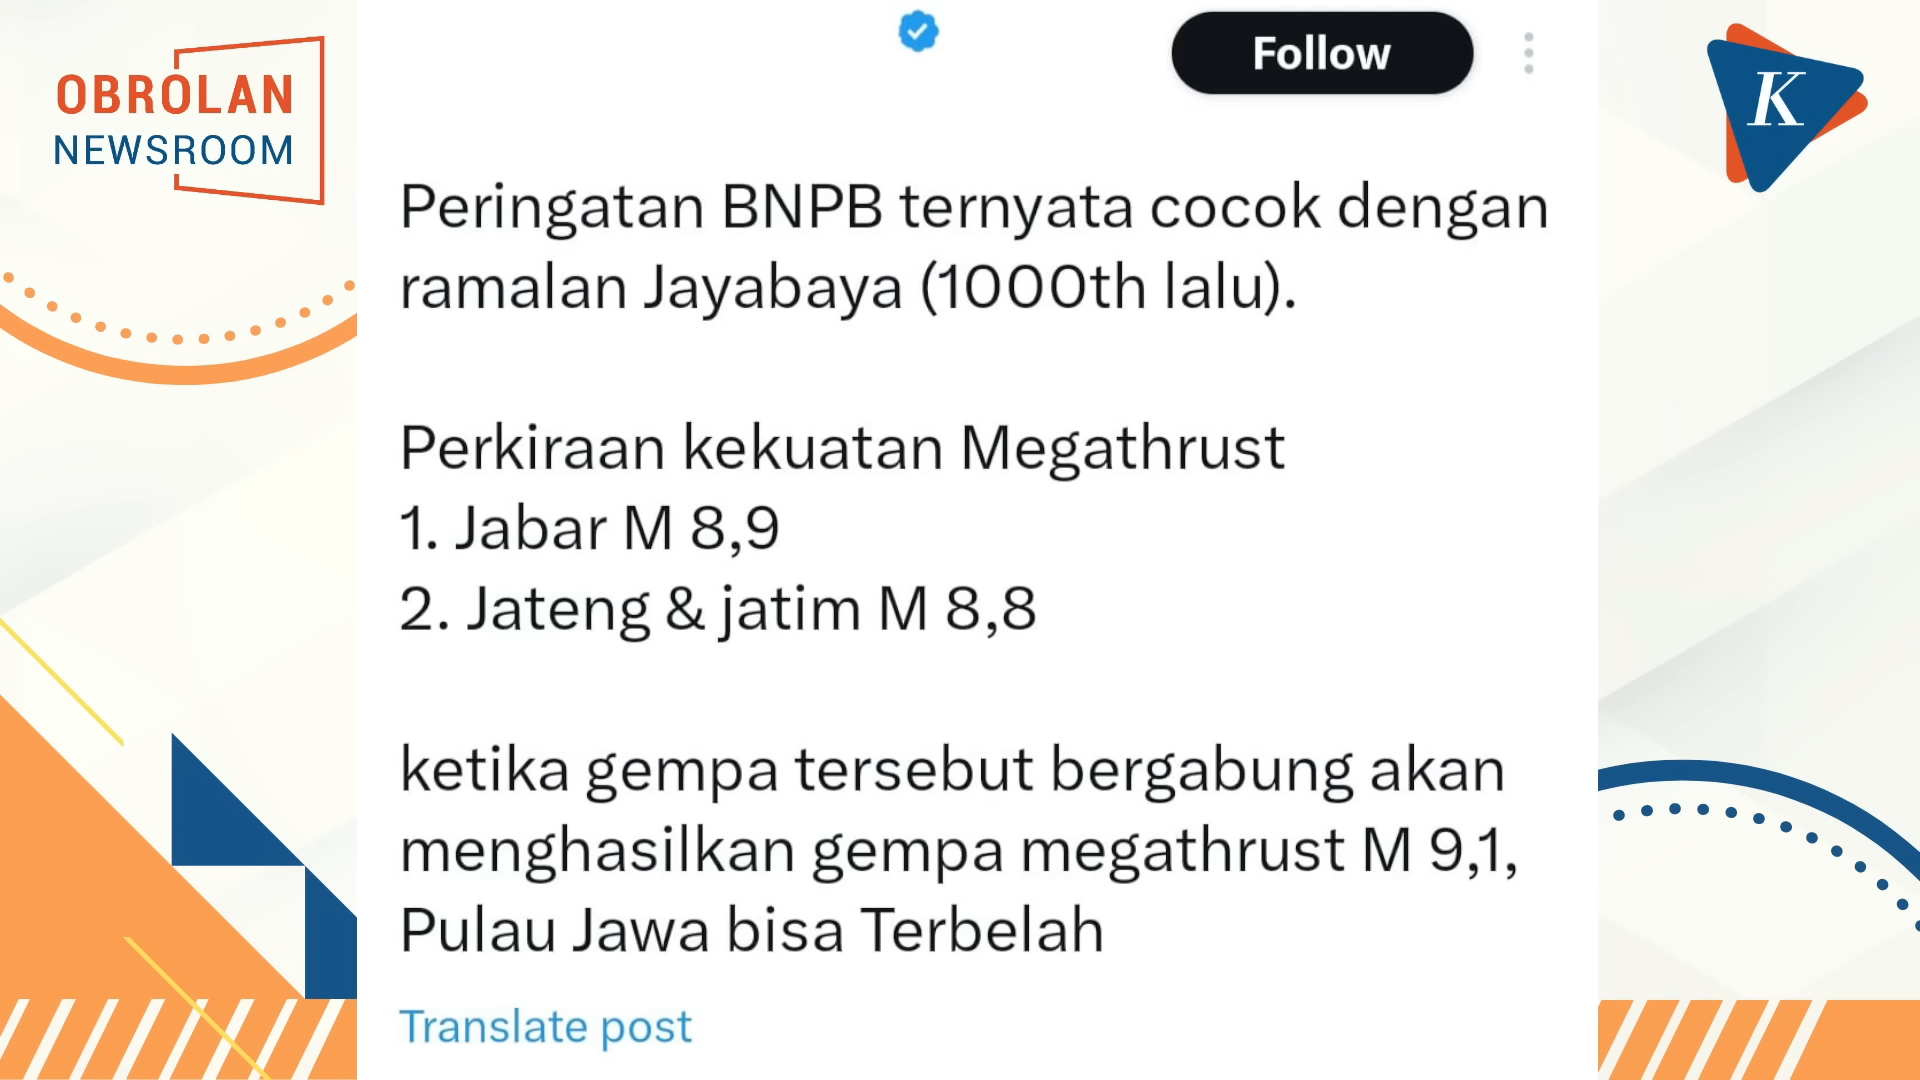 OBROLAN
NEWSROOM
K
Follow
Peringatan BNPB ternyata cocok dengan
ramalan Jayabaya (1000th lalu).
Perkiraan kekuatan Megathrust
1. Jabar M 8,9
2. Jateng & jatim M 8,8
ketika gempa tersebut bergabung akan
menghasilkan gempa megathrust M 9,1,
Pulau Jawa bisa Terbelah
Translate post